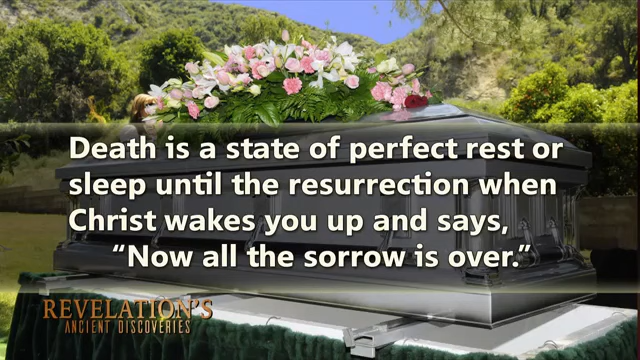 Death is a state of perfect rest or
sleep until the resurrection when
Christ wakes you up and says,
“Now all the sorrow is over.”
REVELATION'S
ANCIENT DISCOVERIES